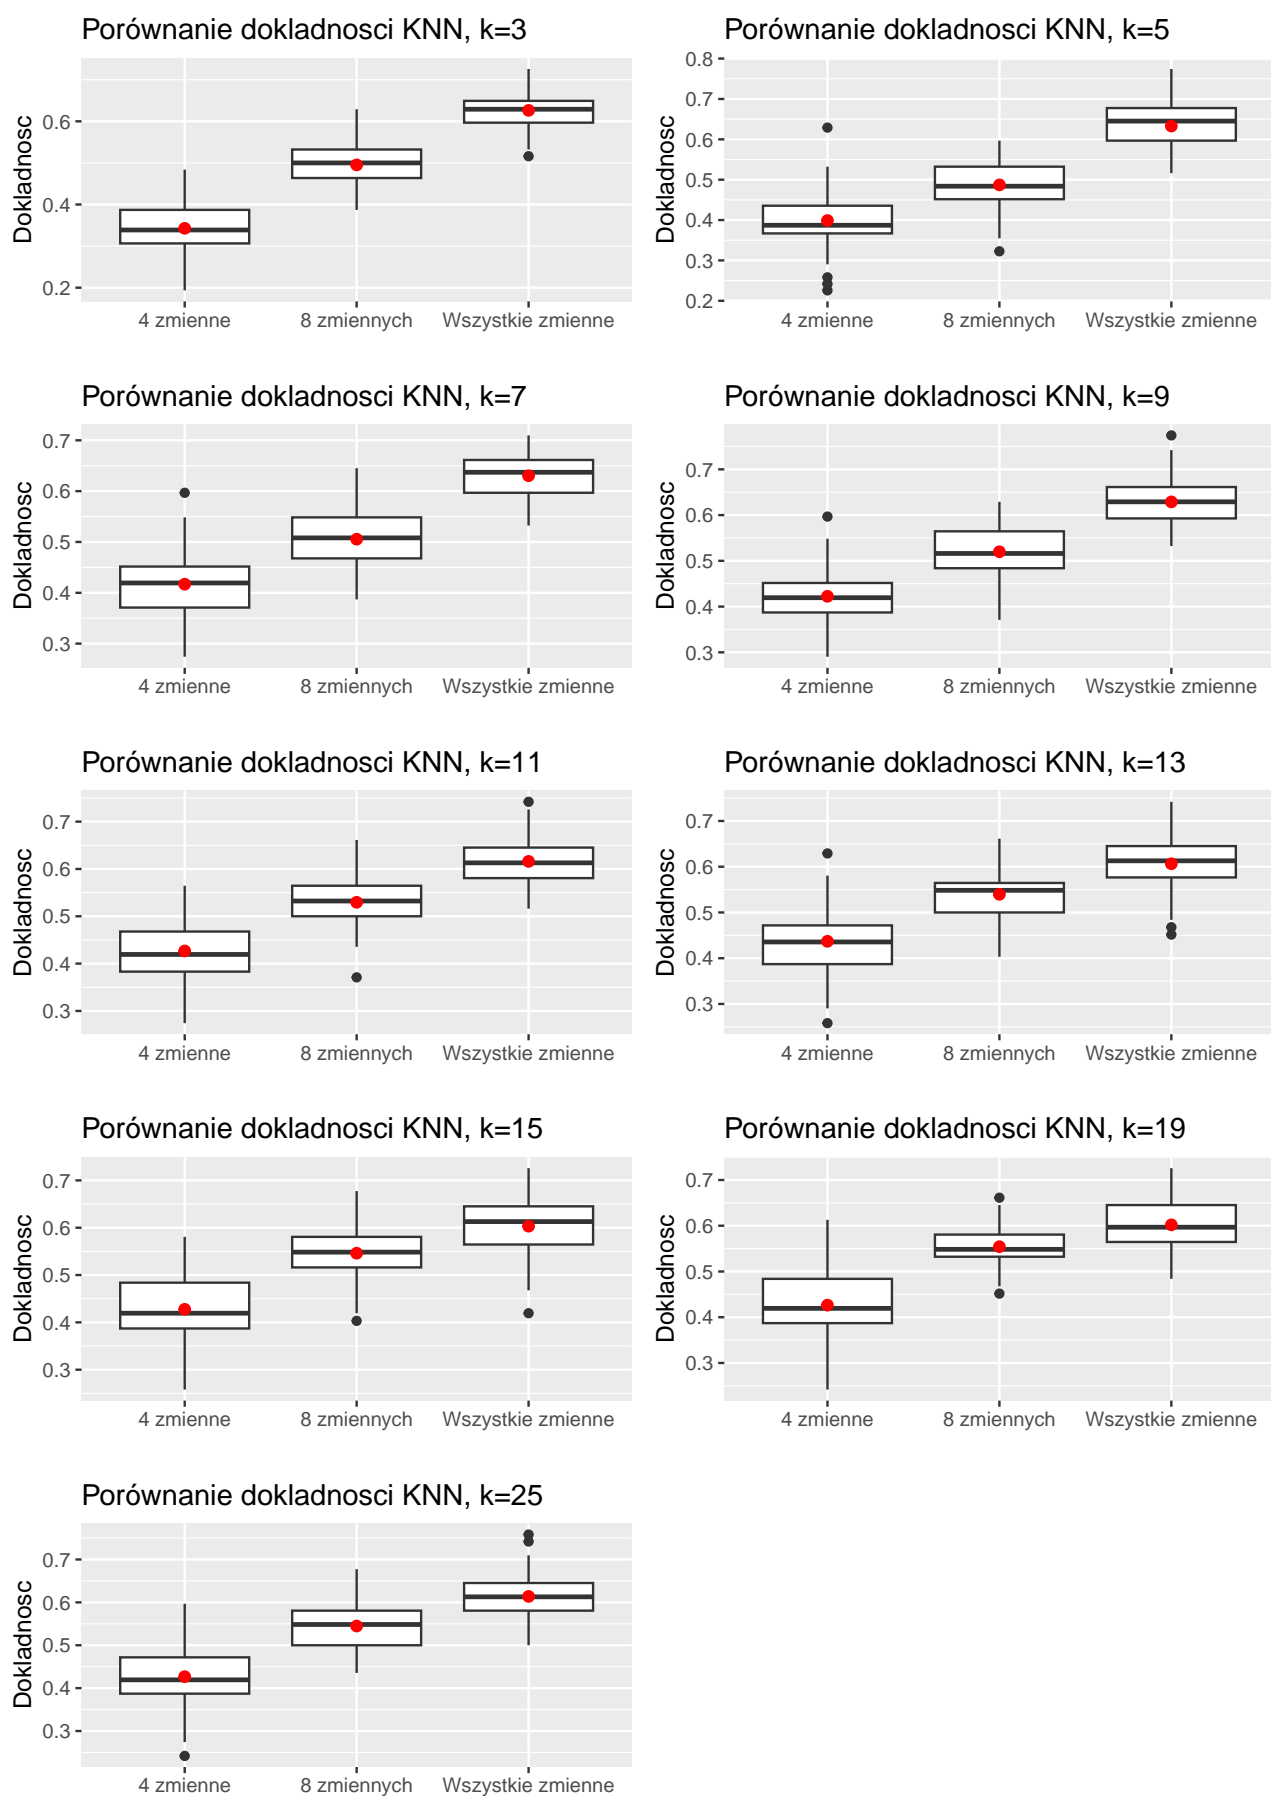 Porównanie dokladnosci KNN, k=3
Dokladnosc
0.6
0.4
0.2
4 zmienne 8 zmiennych Wszystkie zmienne
Porównanie dokladnosci KNN, k=5
Dokladnosc
0.8
0.7
0.6
0.5
0.4
0.3
0.2
4 zmienne 8 zmiennych Wszystkie zmienne
Porównanie dokladnosci KNN, k=7
Dokladnosc
0.7
0.6
0.5
0.4
0.3
4 zmienne 8 zmiennych Wszystkie zmienne
Porównanie dokladnosci KNN, k=9
Dokladnosc
0.7
0.6
0.5
0.4
0.3
4 zmienne 8 zmiennych Wszystkie zmienne
Porównanie dokladnosci KNN, k=11
Dokladnosc
0.7
0.6
0.5
0.4
0.3
4 zmienne 8 zmiennych Wszystkie zmienne
Porównanie dokladnosci KNN, k=13
Dokladnosc
0.7
0.6
0.5
0.4
0.3
4 zmienne 8 zmiennych Wszystkie zmienne
Porównanie dokladnosci KNN, k=15
Dokladnosc
0.7
0.6
0.5
0.4
0.3
4 zmienne 8 zmiennych Wszystkie zmienne
Porównanie dokladnosci KNN, k=19
Dokladnosc
0.7
0.6
0.5
0.4
0.3
4 zmienne 8 zmiennych Wszystkie zmienne
Porównanie dokladnosci KNN, k=25
Dokladnosc
0.7
0.6
0.5
0.4
0.3
4 zmienne 8 zmiennych Wszystkie zmienne